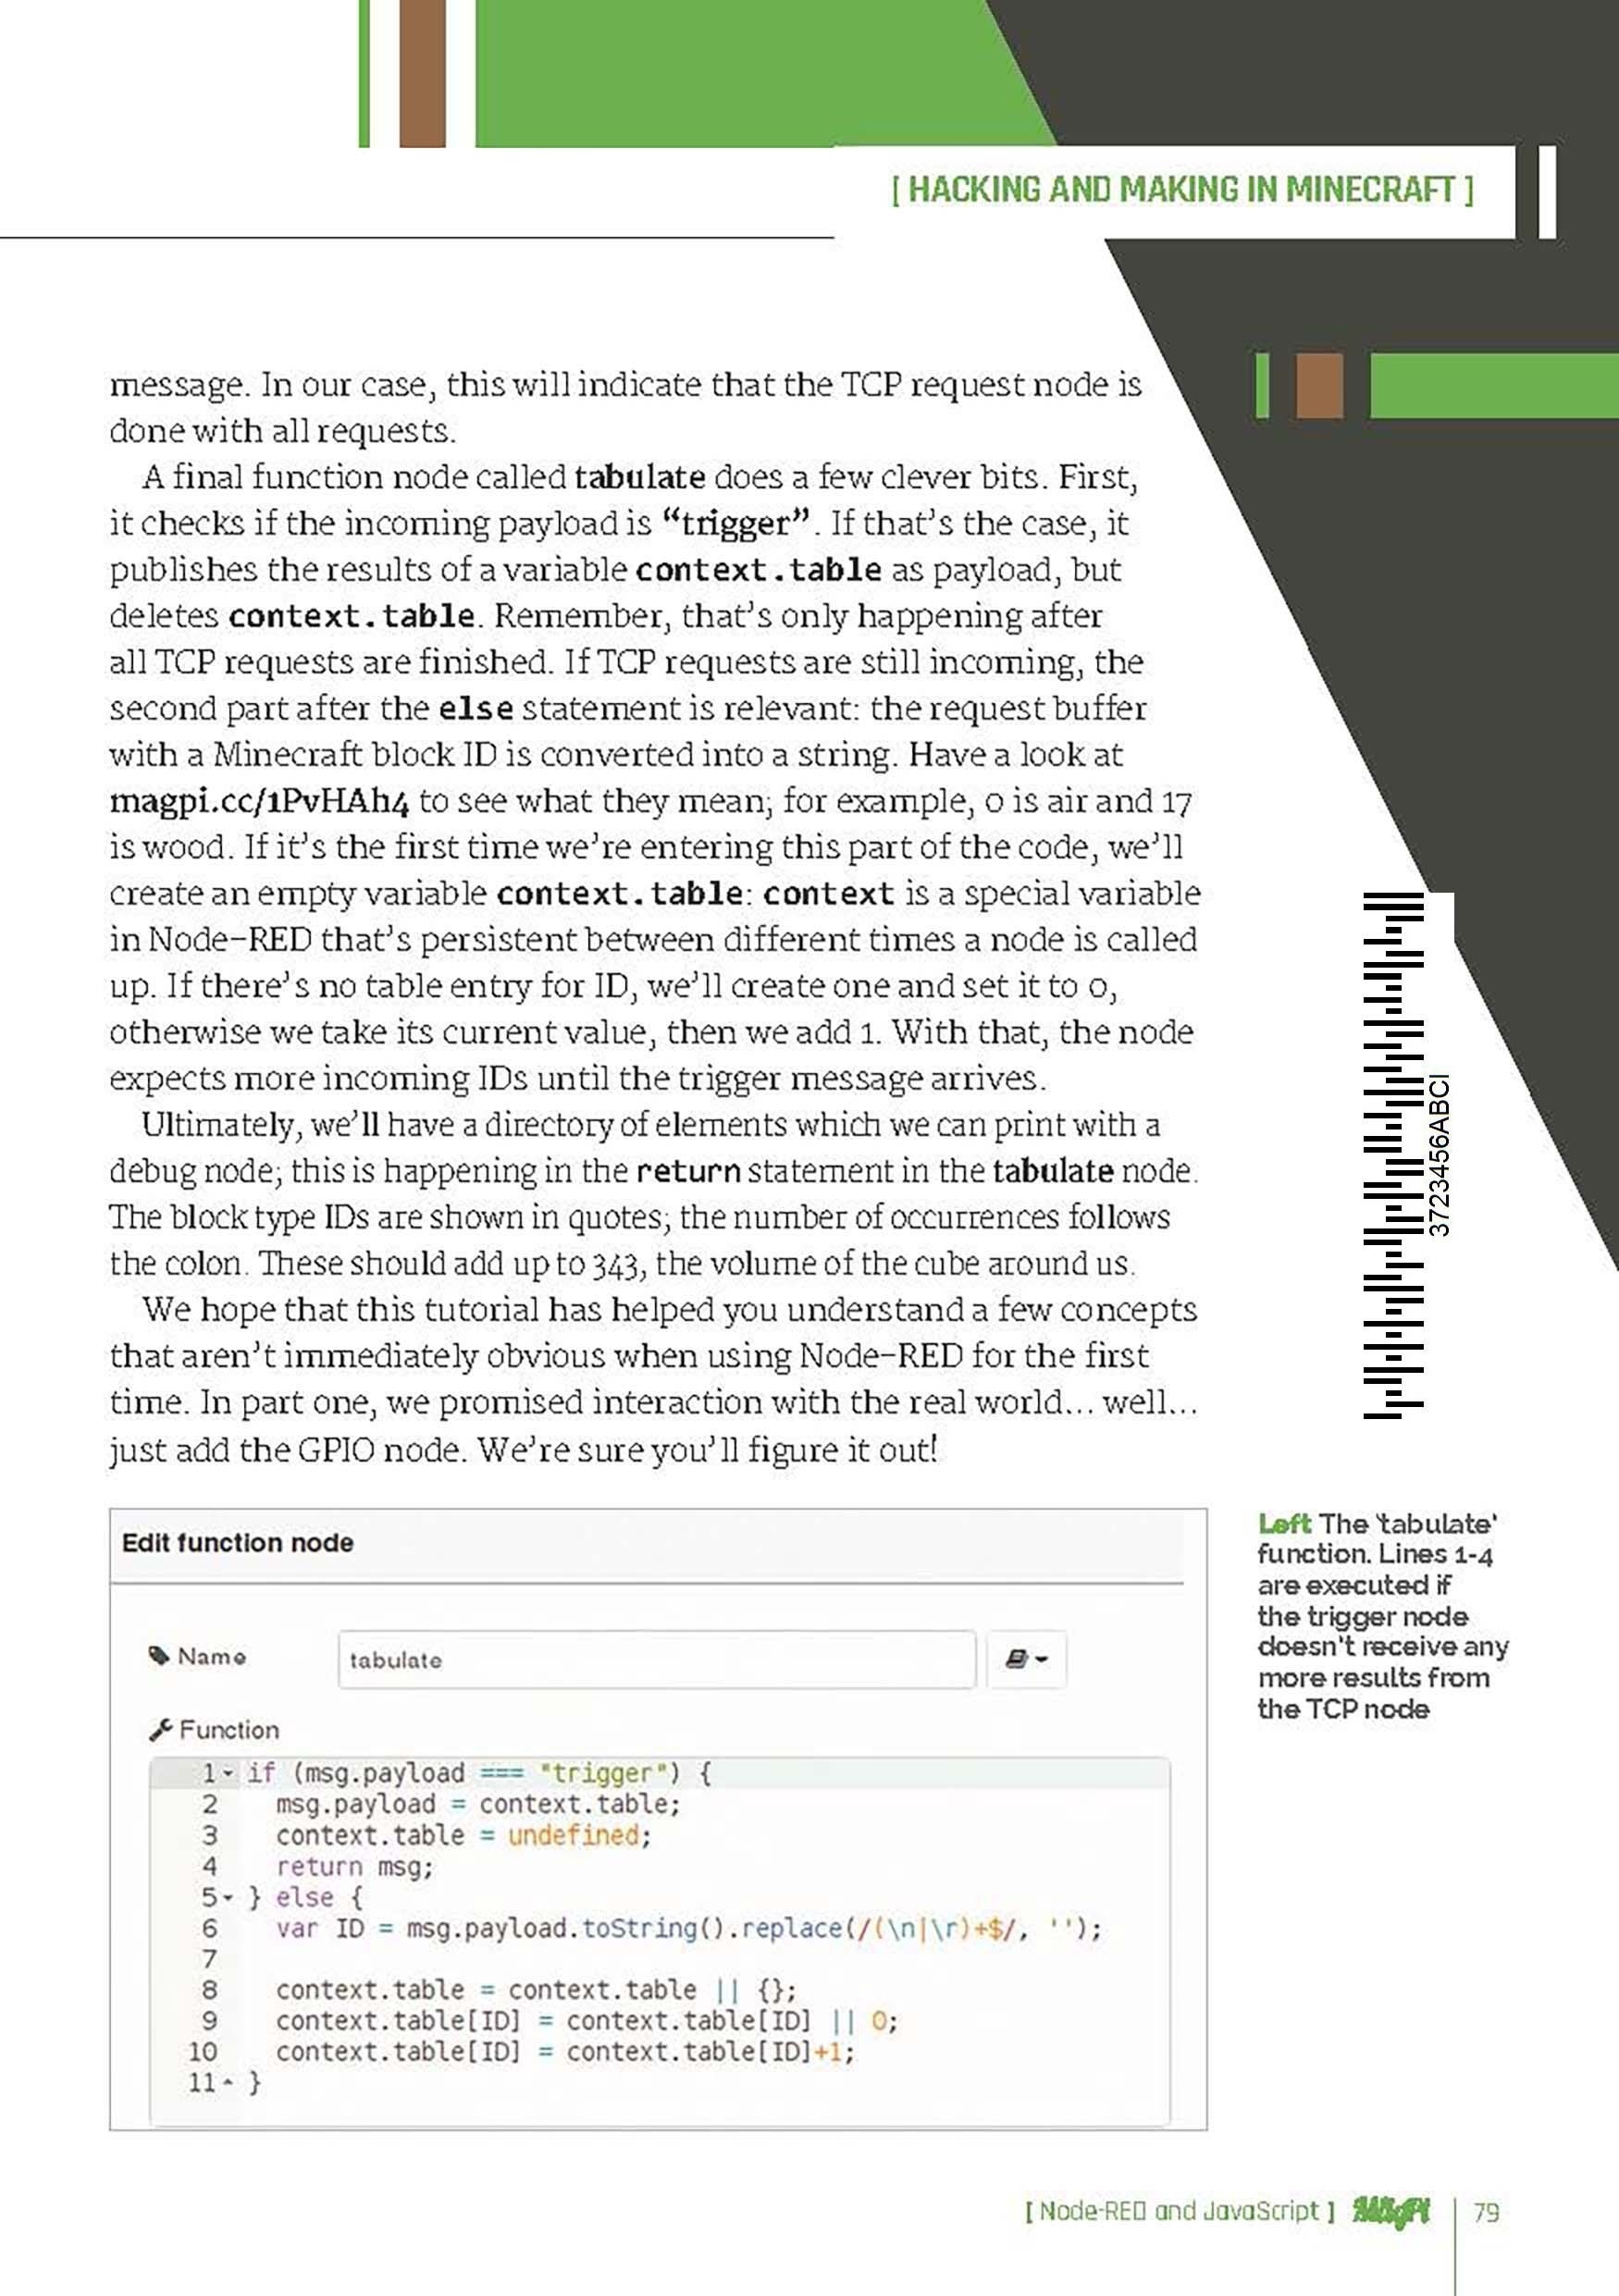 [ HACKING AND MAKING IN MINECRAFT ]
message. In our case, this will indicate that the TCP request node is
done with all requests.
A final function node called tabulate does a few clever bits. First,
it checks if the incoming payload is “trigger”. If that’s the case, it
publishes the results of a variable context.table as payload, but
deletes context.table. Remember, that’s only happening after
all TCP requests are finished. If TCP requests are still incoming, the
second part after the else statement is relevant: the request buffer
with a Minecraft block ID is converted into a string. Have a look at
magpi.cc/1PvHAh4 to see what they mean; for example, 0 is air and 17
is wood. If it’s the first time we’re entering this part of the code, we’ll
create an empty variable context.table: context is a special variable
in Node-RED that’s persistent between different times a node is called
up. If there’s no table entry for ID, we’ll create one and set it to 0,
otherwise we take its current value, then we add 1. With that, the node
expects more incoming IDs until the trigger message arrives.
Ultimately, we’ll have a directory of elements which we can print with a
debug node; this is happening in the return statement in the tabulate node.
The block type IDs are shown in quotes; the number of occurrences follows
the colon. These should add up to 343, the volume of the cube around us.
We hope that this tutorial has helped you understand a few concepts
that aren’t immediately obvious when using Node-RED for the first
time. In part one, we promised interaction with the real world... well...
just add the GPIO node. We’re sure you’ll figure it out!
3723456ABCI
Edit function node
Name
tabulate
Function
1 if (msg.payload === "trigger") {
2 msg.payload = context.table;
3 context.table = undefined;
4 return msg;
5 } else {
6 var ID = msg.payload.toString().replace(/(\n|\r)+$/, '');
7
8 context.table = context.table || {};
9 context.table[ID] = context.table[ID] || 0;
10 context.table[ID] = context.table[ID]+1;
11 }
Left The 'tabulate'
function. Lines 1-4
are executed if
the trigger node
doesn't receive any
more results from
the TCP node
[ Node-RED and JavaScript ] MagPi 79